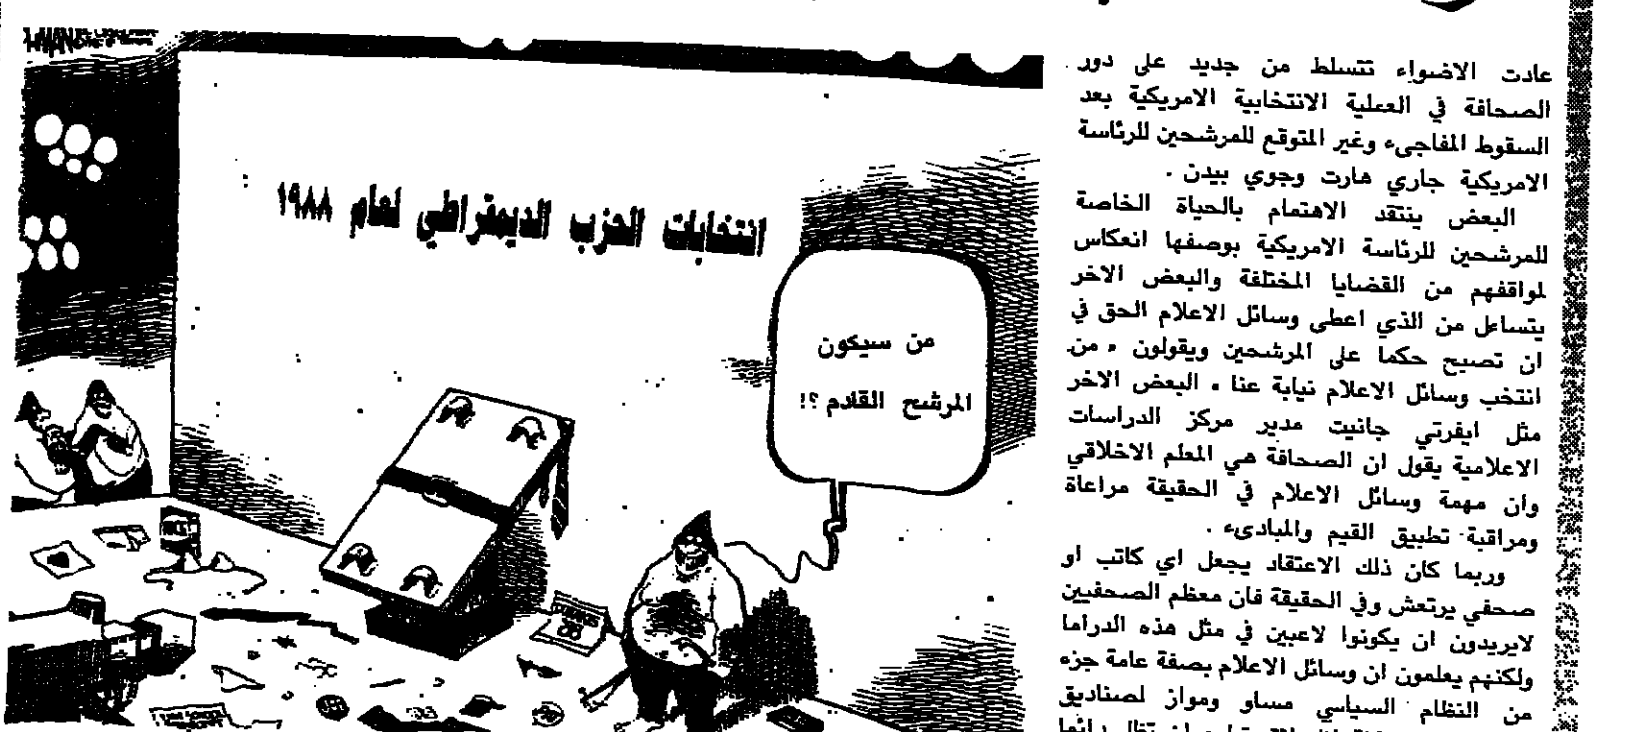 عادت الاضواء تتسلط من جديد على دور
الصحافة في العملية الانتخابية الامريكية بعد
السقوط المفاجىء وغير المتوقع للمرشحين للرئاسة
الامريكية جاري هارت وجوي بيدن .
البعض ينتقد الاهتمام بالحياة الخاصة
للمرشحين للرئاسة الامريكية بوصفها انعكاس
لمواقفهم من القضايا المختلفة والبعض الاخر
يتساءل من الذي اعطى وسائل الاعلام الحق في
ان تصبح حكما على المرشحين ويقولون « من
انتخب وسائل الاعلام نيابة عنا » البعض الاخر
مثل ايفرتي جانيت مدير مركز الدراسات
الاعلامية يقول ان الصحافة هي المعلم الاخلاقي
وان مهمة وسائل الاعلام في الحقيقة مراعاة
ومراقبة تطبيق القيم والمبادىء .
وربما كان ذلك الاعتقاد يجعل اي كاتب او
صحفي يرتعش وفي الحقيقة فان معظم الصحفيين
لايريدون ان يكونوا لاعبين في مثل هذه الدراما
ولكنهم يعلمون ان وسائل الاعلام بصفة عامة جزء
من النظام السياسي مساو ومواز لصناديق
انتخابات الحزب الديمقراطي لعام ١٩٨٨
من سيكون
المرشح القادم ؟!